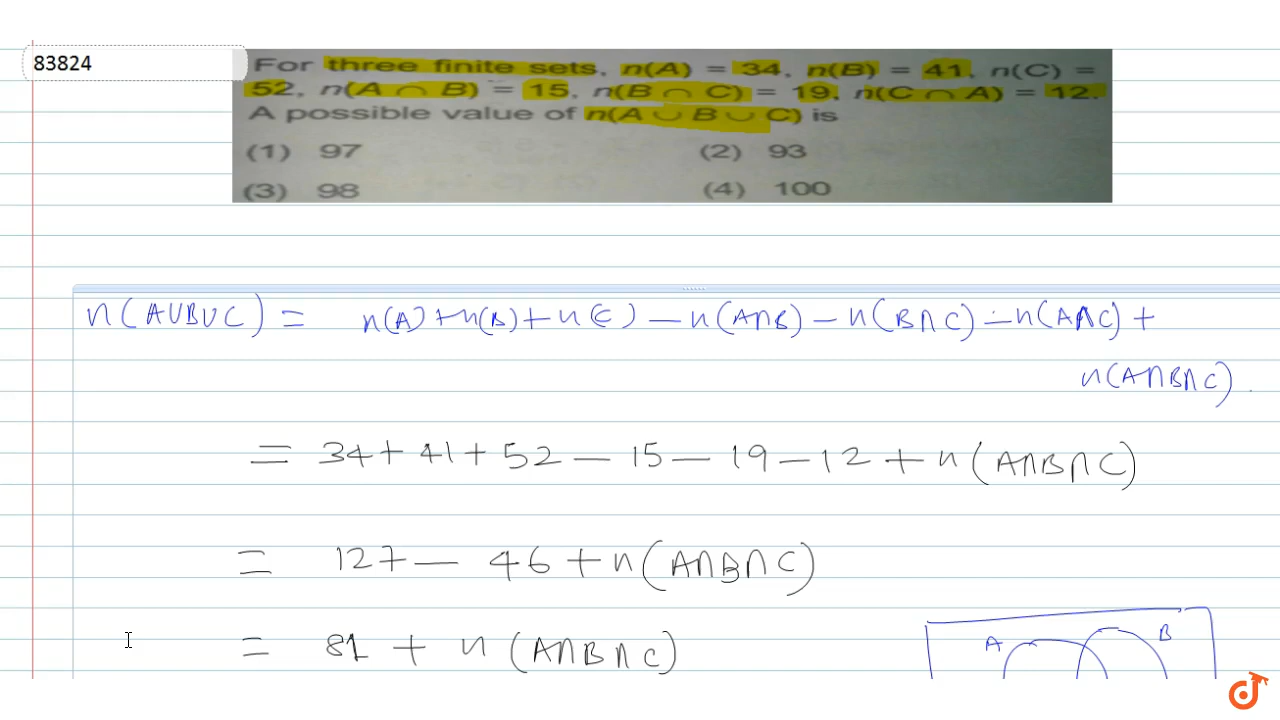 83824
For three finite sets, n(A) = 34, n(B) = 41, n(C) =
52, n(A ∩ B) = 15, n(B ∩ C) = 19, n(C ∩ A) = 12.
A possible value of n(A ∪ B ∪ C) is
(1) 97 (2) 93
(3) 98 (4) 100
n(A∪B∪C) = n(A) + n(B) + n(C) − n(A∩B) − n(B∩C) − n(A∩C) +
n(A∩B∩C).
= 34 + 41 + 52 − 15 − 19 − 12 + n(A∩B∩C)
= 127 − 46 + n(A∩B∩C)
= 81 + n(A∩B∩C)
A B